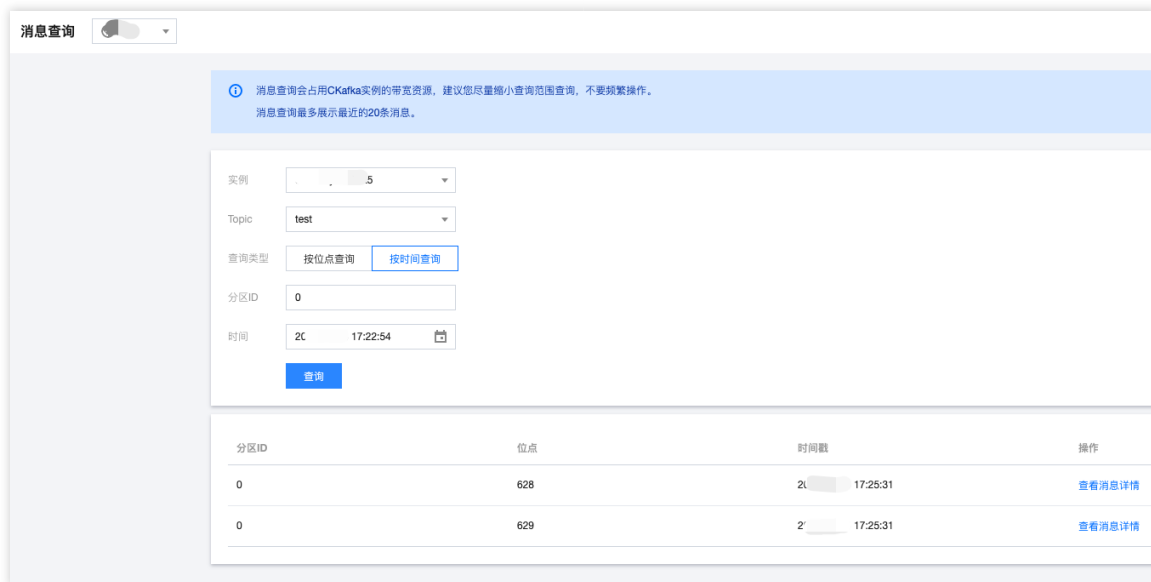 消息查询
消息查询会占用CKafka实例的带宽资源，建议您尽量缩小查询范围查询，不要频繁操作。
消息查询最多展示最近的20条消息。
实例 .5
Topic test
查询类型 按位点查询 按时间查询
分区ID 0
时间 20 17:22:54
查询
分区ID 位点 时间戳 操作
0 628 20 17:25:31 查看消息详情
0 629 2 17:25:31 查看消息详情